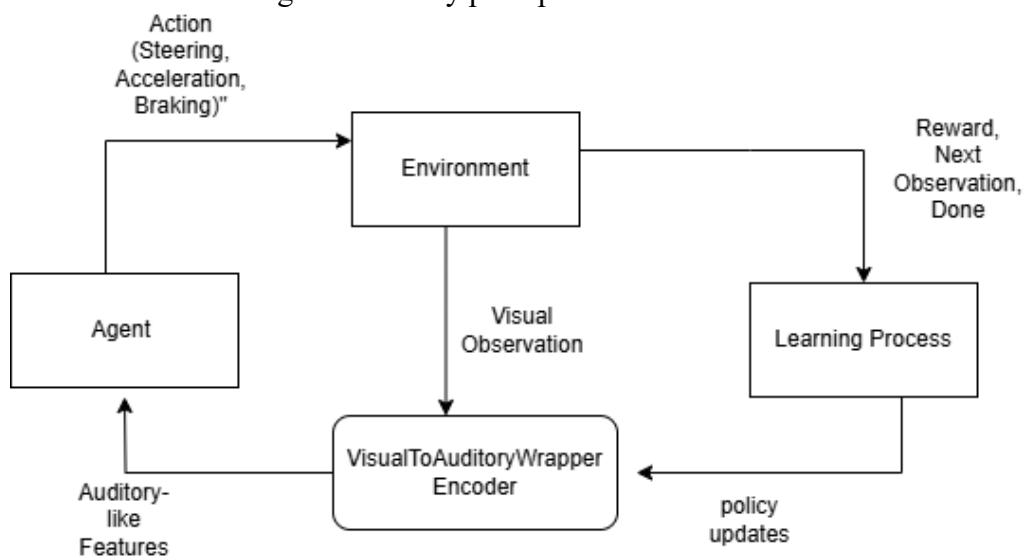 Action
(Steering,
Acceleration,
Braking)"
Environment
Reward,
Next
Observation,
Done
Agent
Visual
Observation
Learning Process
VisualToAuditoryWrapper
Encoder
Auditory-
like
Features
policy
updates